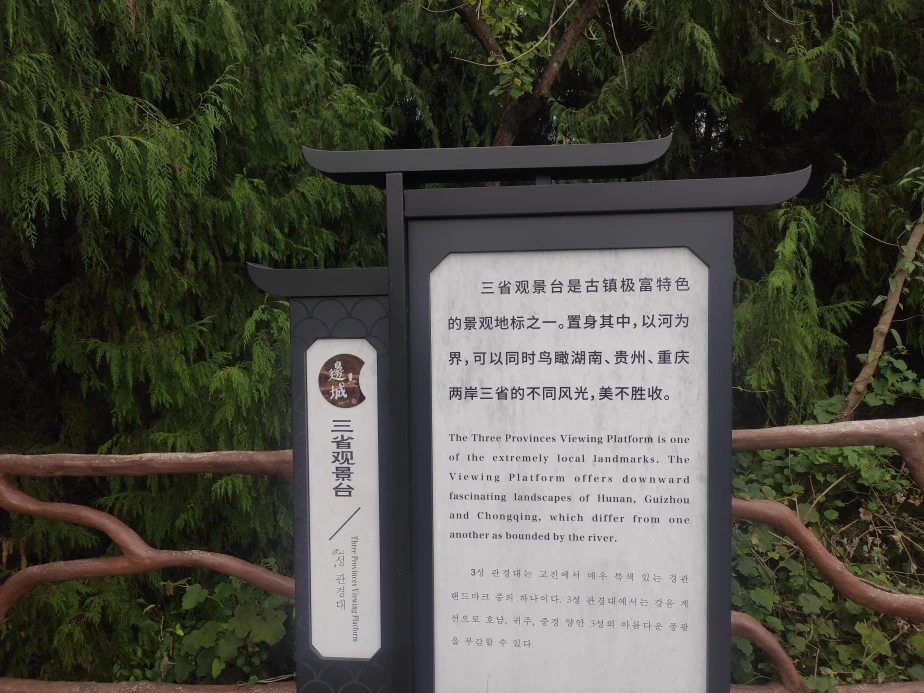 邊城
三省观景台
Three Provinces Viewing Platform
3성 관경대
三省观景台是古镇极富特色
的景观地标之一。置身其中，以河为
界，可以同时鸟瞰湖南、贵州、重庆
两岸三省的不同风光，美不胜收。
The Three Provinces Viewing Platform is one
of the extremely local landmarks. The
Viewing Platform offers downward
fascinating landscapes of Hunan, Guizhou
and Chongqing, which differ from one
another as bounded by the river.
3성 관경대는 고진에서 매우 특색 있는 경관
랜드마크 중의 하나이다. 3성 관경대에서는 강을 계
선으로 호남, 귀주, 중경 양안 3성의 아름다운 풍광
을 부감할 수 있다.